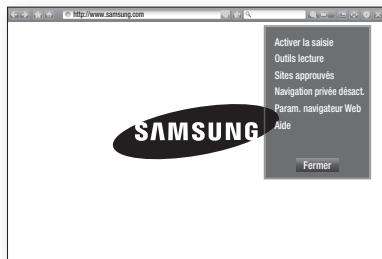 http://www.samsung.com
Activer la saisie
Outils lecture
Sites approuvés
Navigation privée désact.
Param. navigateur Web
Aide
SAMSUNG
Fermer